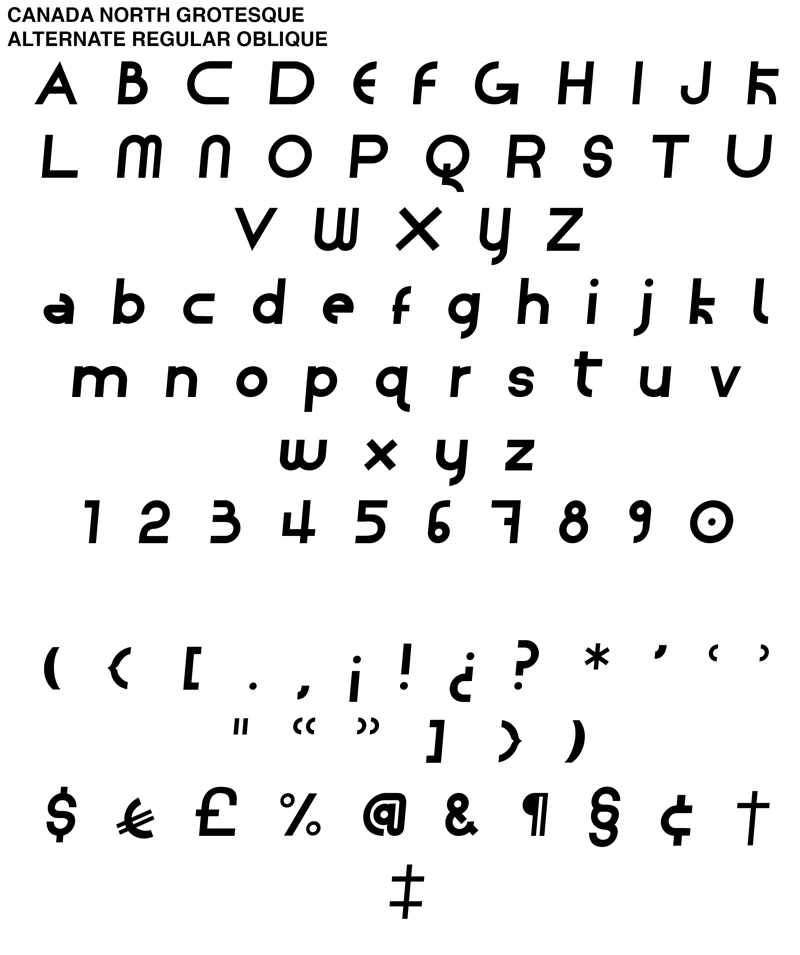 CANADA NORTH GROTESQUE
ALTERNATE REGULAR OBLIQUE
A B C D E F G H I J K
L M N O P Q R S T U
V W X Y Z
a b c d e f g h i j k l
m n o p q r s t u v
w x y z
1 2 3 4 5 6 7 8 9 0
( { [ . , ¡ ! ¿ ? * ' ‘ ’
" “ ” ] } )
$ € £ % @ & ¶ § ¢ †
‡